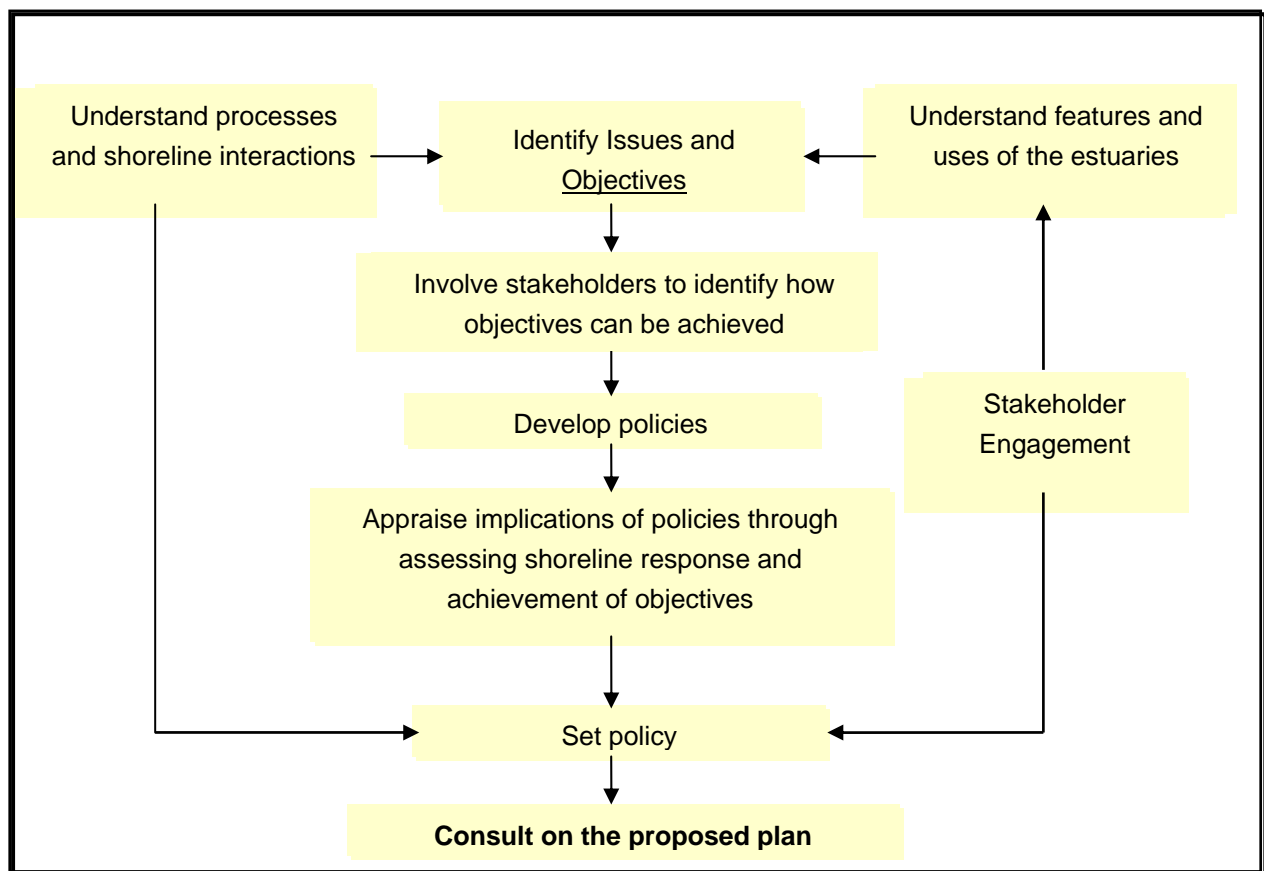 Understand processes
and shoreline interactions
Identify Issues and
Objectives
Understand features and
uses of the estuaries
Involve stakeholders to identify how
objectives can be achieved
Develop policies
Stakeholder
Engagement
Appraise implications of policies through
assessing shoreline response and
achievement of objectives
Set policy
Consult on the proposed plan